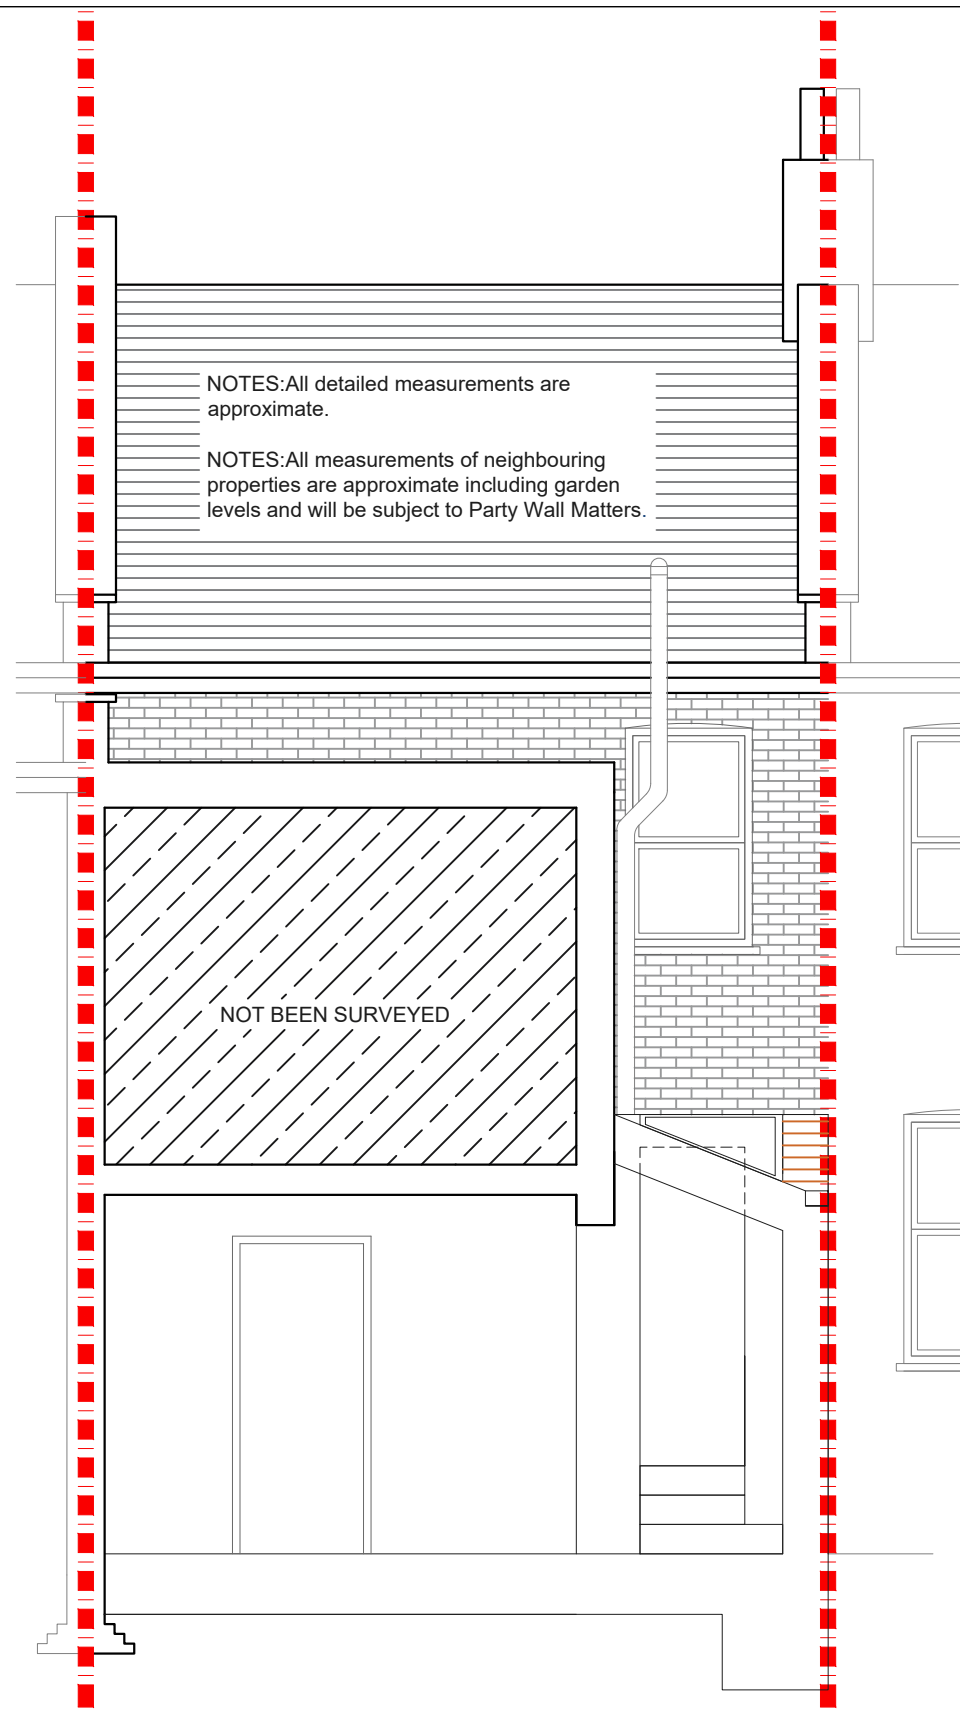 NOTES:All detailed measurements are
approximate.
NOTES:All measurements of neighbouring
properties are approximate including garden
levels and will be subject to Party Wall Matters.
NOT BEEN SURVEYED